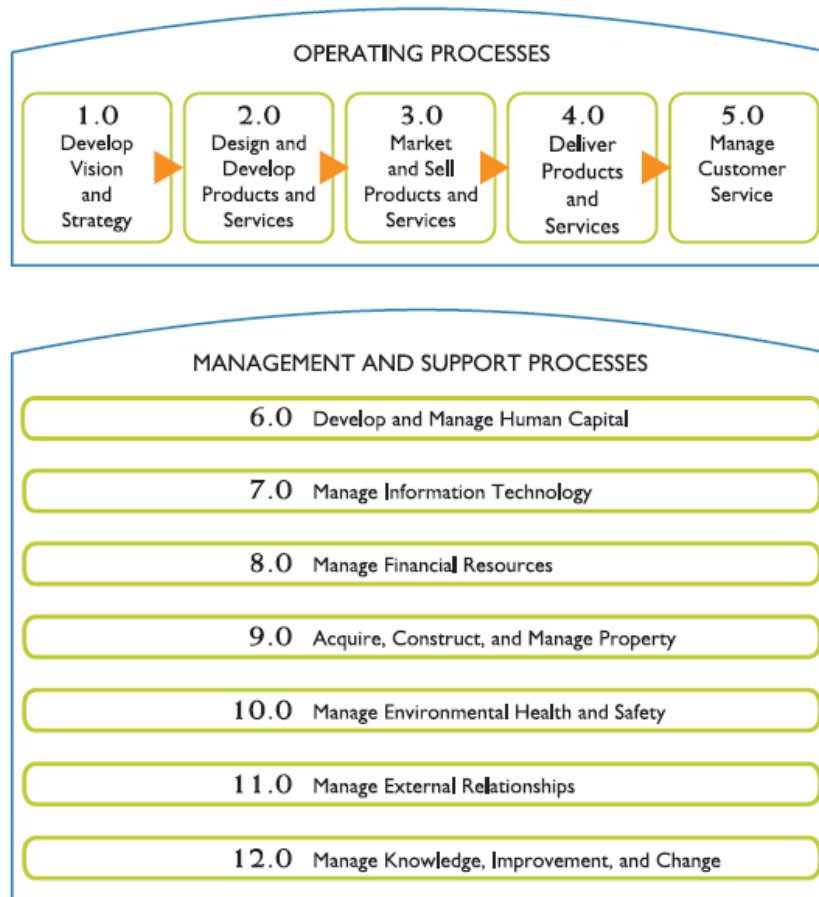 OPERATING PROCESSES
1.0
Develop
Vision
and
Strategy
2.0
Design and
Develop
Products and
Services
3.0
Market
and Sell
Products and
Services
4.0
Deliver
Products
and
Services
5.0
Manage
Customer
Service
MANAGEMENT AND SUPPORT PROCESSES
6.0 Develop and Manage Human Capital
7.0 Manage Information Technology
8.0 Manage Financial Resources
9.0 Acquire, Construct, and Manage Property
10.0 Manage Environmental Health and Safety
11.0 Manage External Relationships
12.0 Manage Knowledge, Improvement, and Change